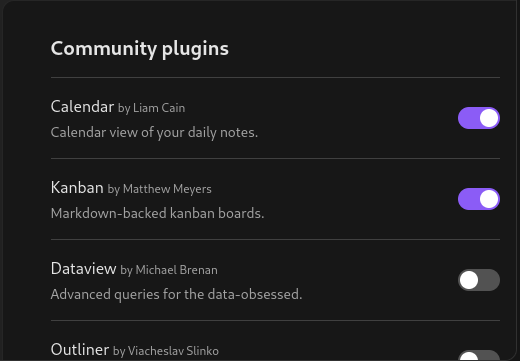 Community plugins
Calendar by Liam Cain
Calendar view of your daily notes.
Kanban by Matthew Meyers
Markdown-backed kanban boards.
Dataview by Michael Brenan
Advanced queries for the data-obsessed.
Outliner by Viacheslav Slinko